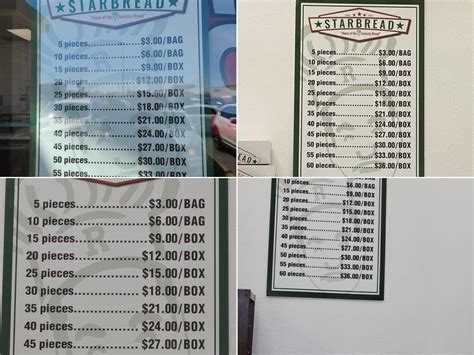 STARBREAD
5 pieces..................$3.00/BAG
10 pieces..................$6.00/BAG
15 pieces..................$9.00/BOX
20 pieces..................$12.00/BOX
25 pieces..................$15.00/BOX
30 pieces..................$18.00/BOX
35 pieces..................$21.00/BOX
40 pieces..................$24.00/BOX
45 pieces..................$27.00/BOX
50 pieces..................$30.00/BOX
55 pieces..................$33.00/BOX
STARBREAD
5 pieces..................$3.00/BAG
10 pieces..................$6.00/BAG
15 pieces..................$9.00/BOX
20 pieces..................$12.00/BOX
25 pieces..................$15.00/BOX
30 pieces..................$18.00/BOX
35 pieces..................$21.00/BOX
40 pieces..................$24.00/BOX
45 pieces..................$27.00/BOX
50 pieces..................$30.00/BOX
55 pieces..................$33.00/BOX
60 pieces..................$36.00/BOX
5 pieces..................$3.00/BAG
10 pieces..................$6.00/BAG
15 pieces..................$9.00/BOX
20 pieces..................$12.00/BOX
25 pieces..................$15.00/BOX
30 pieces..................$18.00/BOX
35 pieces..................$21.00/BOX
40 pieces..................$24.00/BOX
45 pieces..................$27.00/BOX
10 pieces..................$6.00/BAG
15 pieces..................$9.00/BOX
20 pieces..................$12.00/BOX
25 pieces..................$15.00/BOX
30 pieces..................$18.00/BOX
35 pieces..................$21.00/BOX
40 pieces..................$24.00/BOX
45 pieces..................$27.00/BOX
50 pieces..................$30.00/BOX
55 pieces..................$33.00/BOX
60 pieces..................$36.00/BOX